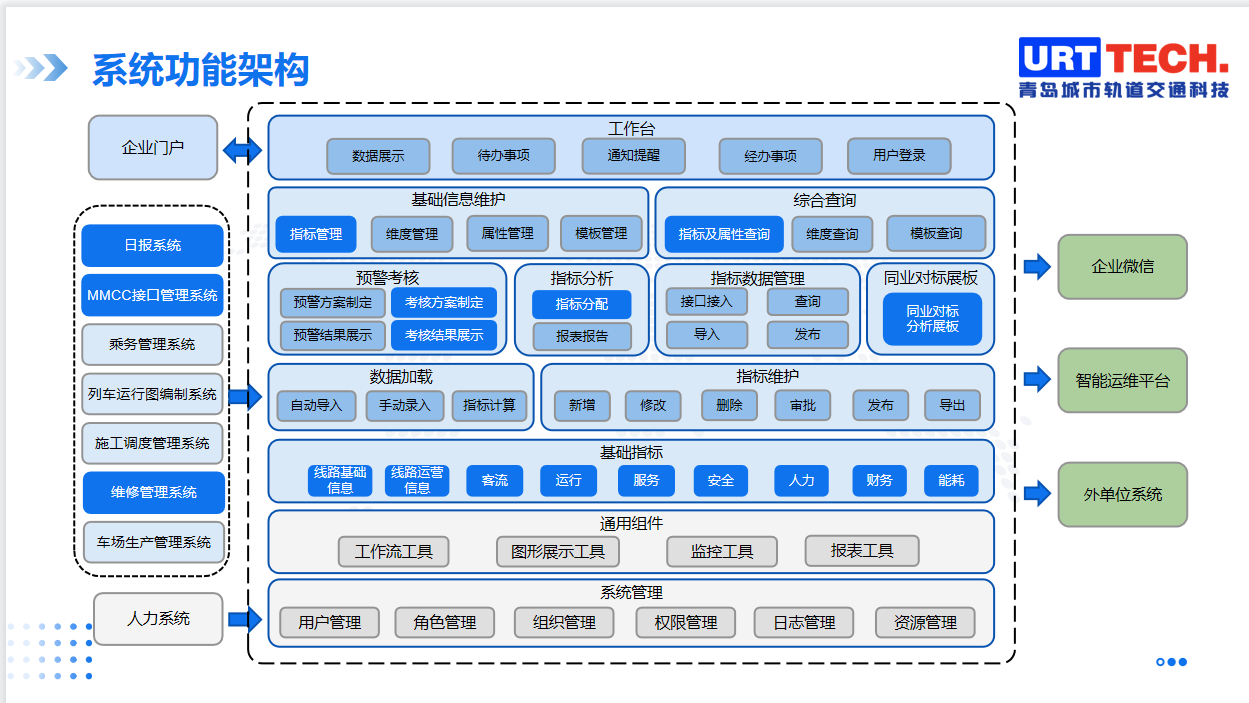 系统功能架构
URT TECH.
青岛城市轨道交通科技
企业门户
日报系统
MMCC接口管理系统
乘务管理系统
列车运行图编制系统
施工调度管理系统
维修管理系统
车场生产管理系统
人力系统
工作台
数据展示
待办事项
通知提醒
经办事项
用户登录
基础信息维护
指标管理
维度管理
属性管理
模板管理
综合查询
指标及属性查询
维度查询
模板查询
预警考核
预警方案制定
考核方案制定
预警结果展示
考核结果展示
指标分析
指标分配
报表报告
指标数据管理
接口接入
查询
导入
发布
同业对标展板
同业对标
分析展板
数据加载
自动导入
手动录入
指标计算
指标维护
新增
修改
删除
审批
发布
导出
基础指标
线路基础
信息
线路运营
信息
客流
运行
服务
安全
人力
财务
能耗
通用组件
工作流工具
图形展示工具
监控工具
报表工具
系统管理
用户管理
角色管理
组织管理
权限管理
日志管理
资源管理
企业微信
智能运维平台
外单位系统